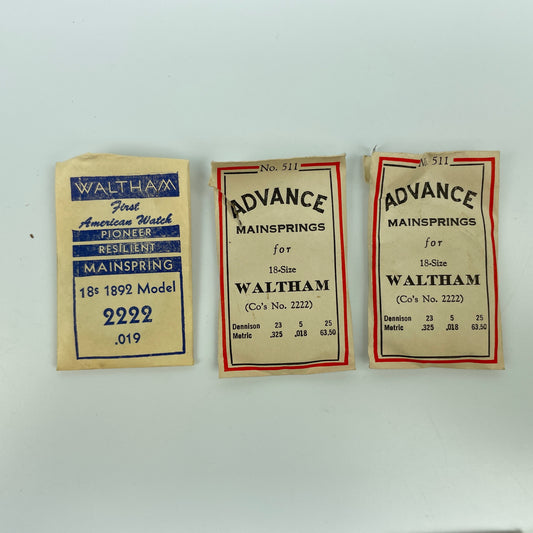 WALTHAM
First
American Watch
PIONEER
RESILIENT
MAINSPRING
18s 1892 Model
2222
.019
No. 511
ADVANCE
MAINSPRINGS
for
18-Size
WALTHAM
(Co's No. 2222)
Dennison 23 5 25
Metric .325 .018 63.50
No. 511
ADVANCE
MAINSPRINGS
for
18-Size
WALTHAM
(Co's No. 2222)
Dennison 23 5 25
Metric .325 .018 63.50